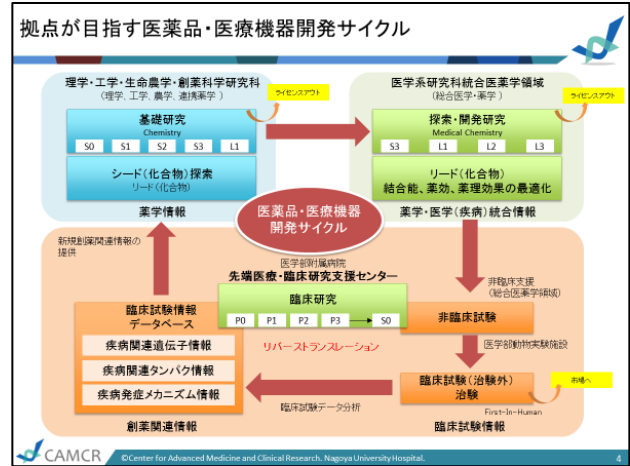 拠点が目指す医薬品・医療機器開発サイクル
理学・工学・生命農学・創薬科学研究科
(理学、工学、農学、連携薬学)
ライセンスアウト
基礎研究
Chemistry
S0 S1 S2 S3 L1
シード(化合物)探索
リード(化合物)
薬学情報
医学系研究科統合医薬学領域
(総合医学・薬学)
ライセンスアウト
探索・開発研究
Medical Chemistry
S3 L1 L2 L3
リード(化合物)
結合能、薬効、薬理効果の最適化
薬学・医学(疾病)統合情報
医薬品・医療機器
開発サイクル
新規創薬関連情報の
提供
医学部附属病院
先端医療・臨床研究支援センター
臨床研究
P0 P1 P2 P3 S0
リバーストランスレーション
非臨床支援
(総合医薬学領域)
非臨床試験
医学部動物実験施設
臨床試験(治験外)
治験
市場へ
First-In-Human
臨床試験情報
臨床試験データ分析
臨床試験情報
データベース
疾病関連遺伝子情報
疾病関連タンパク情報
疾病発症メカニズム情報
創薬関連情報
CAMCR
©Center for Advanced Medicine and Clinical Research. Nagoya University Hospital.
4